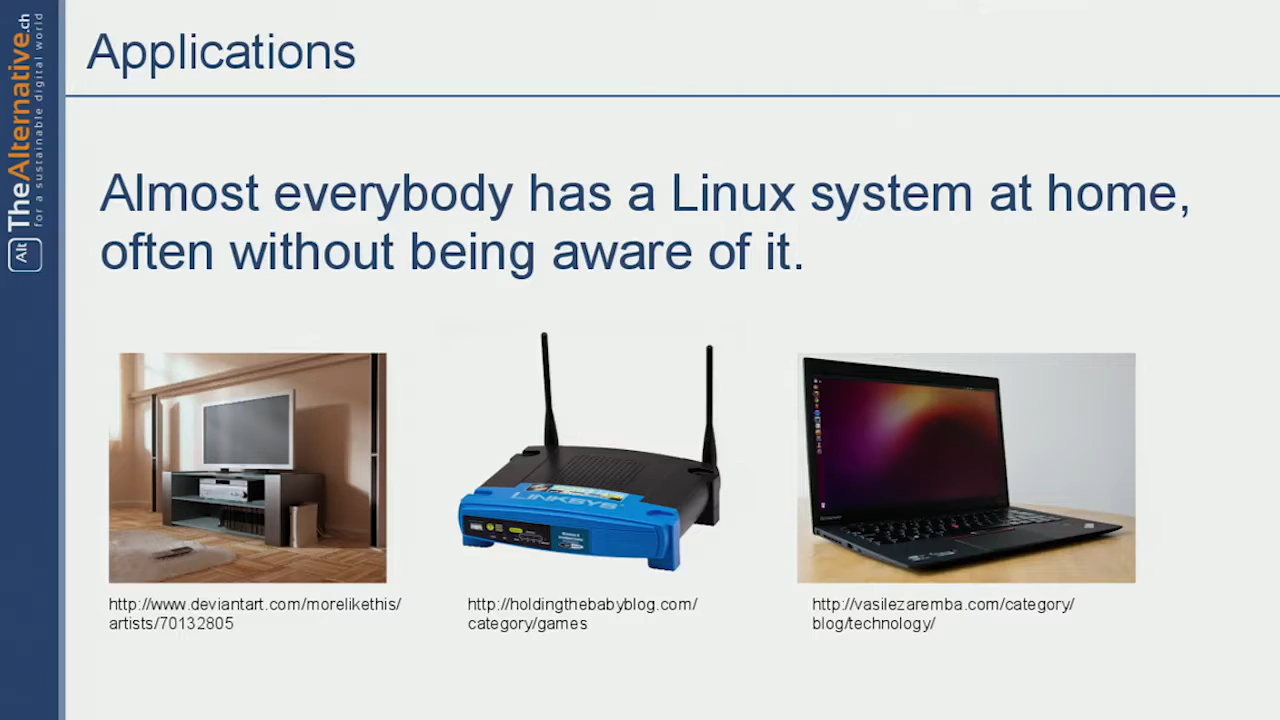 Applications
Almost everybody has a Linux system at home,
often without being aware of it.
LINKSYS
http://www.deviantart.com/morelikethis/
artists/70132805
http://holdingthebabyblog.com/
category/games
http://vasilezaremba.com/category/
blog/technology/
Alt
TheAlternative.ch
for a sustainable digital world